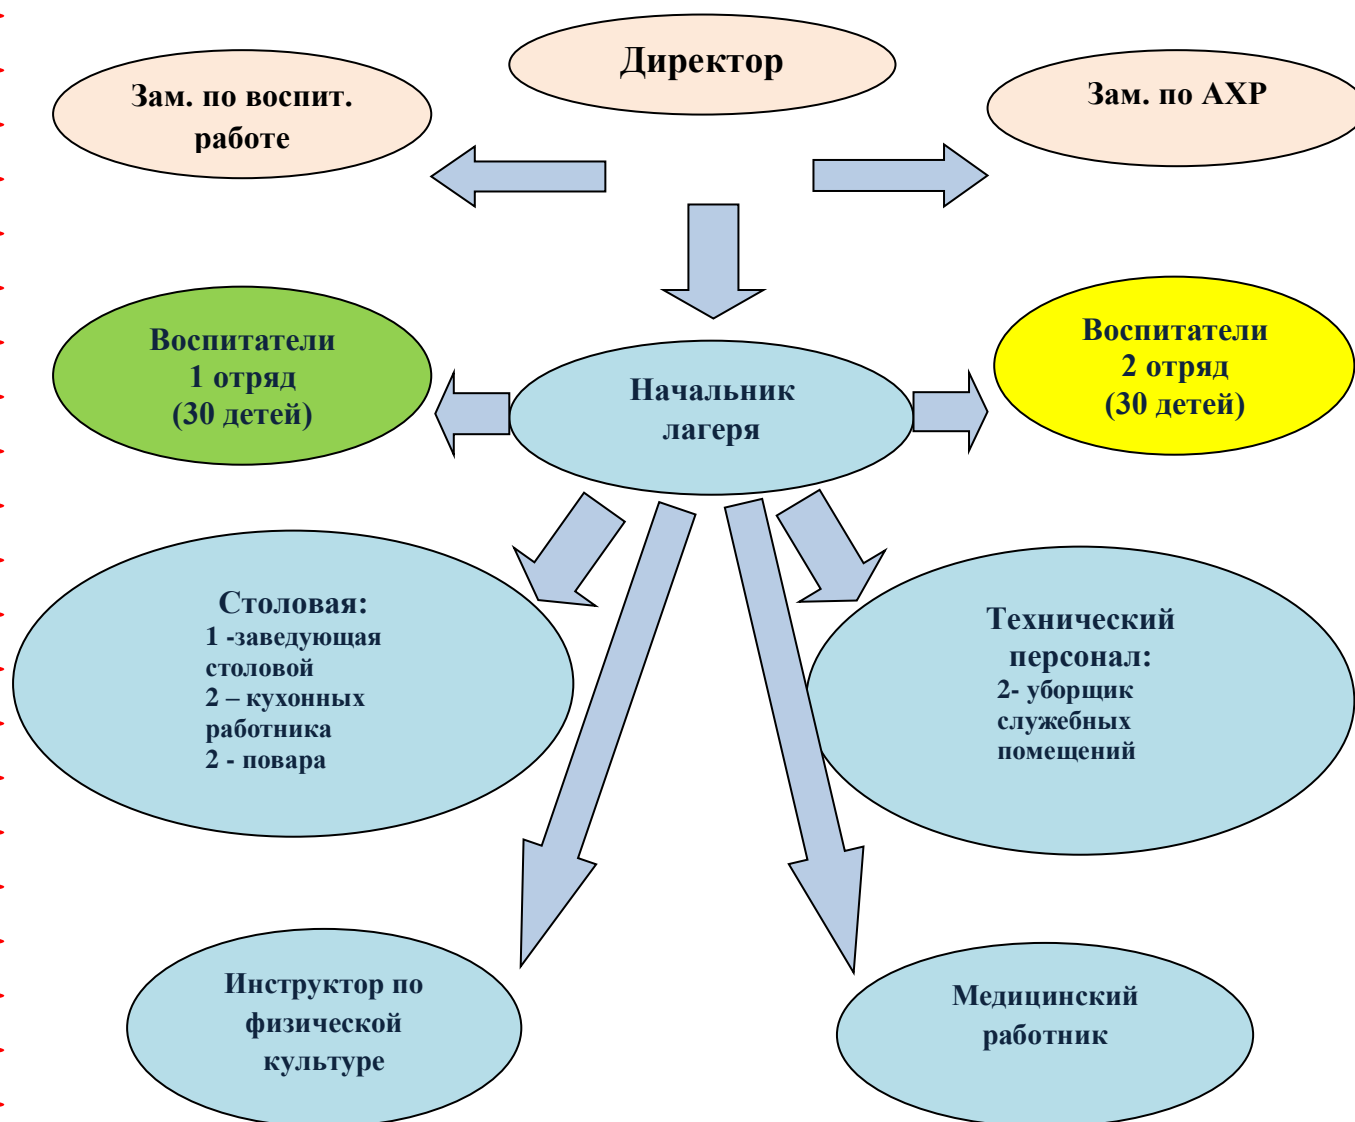 Директор
Зам. по воспит.
работе
Зам. по АХР
Воспитатели
1 отряд
(30 детей)
Начальник
лагеря
Воспитатели
2 отряд
(30 детей)
Столовая:
1 -заведующая
столовой
2 – кухонных
работника
2 - повара
Технический
персонал:
2- уборщик
служебных
помещений
Инструктор по
физической
культуре
Медицинский
работник